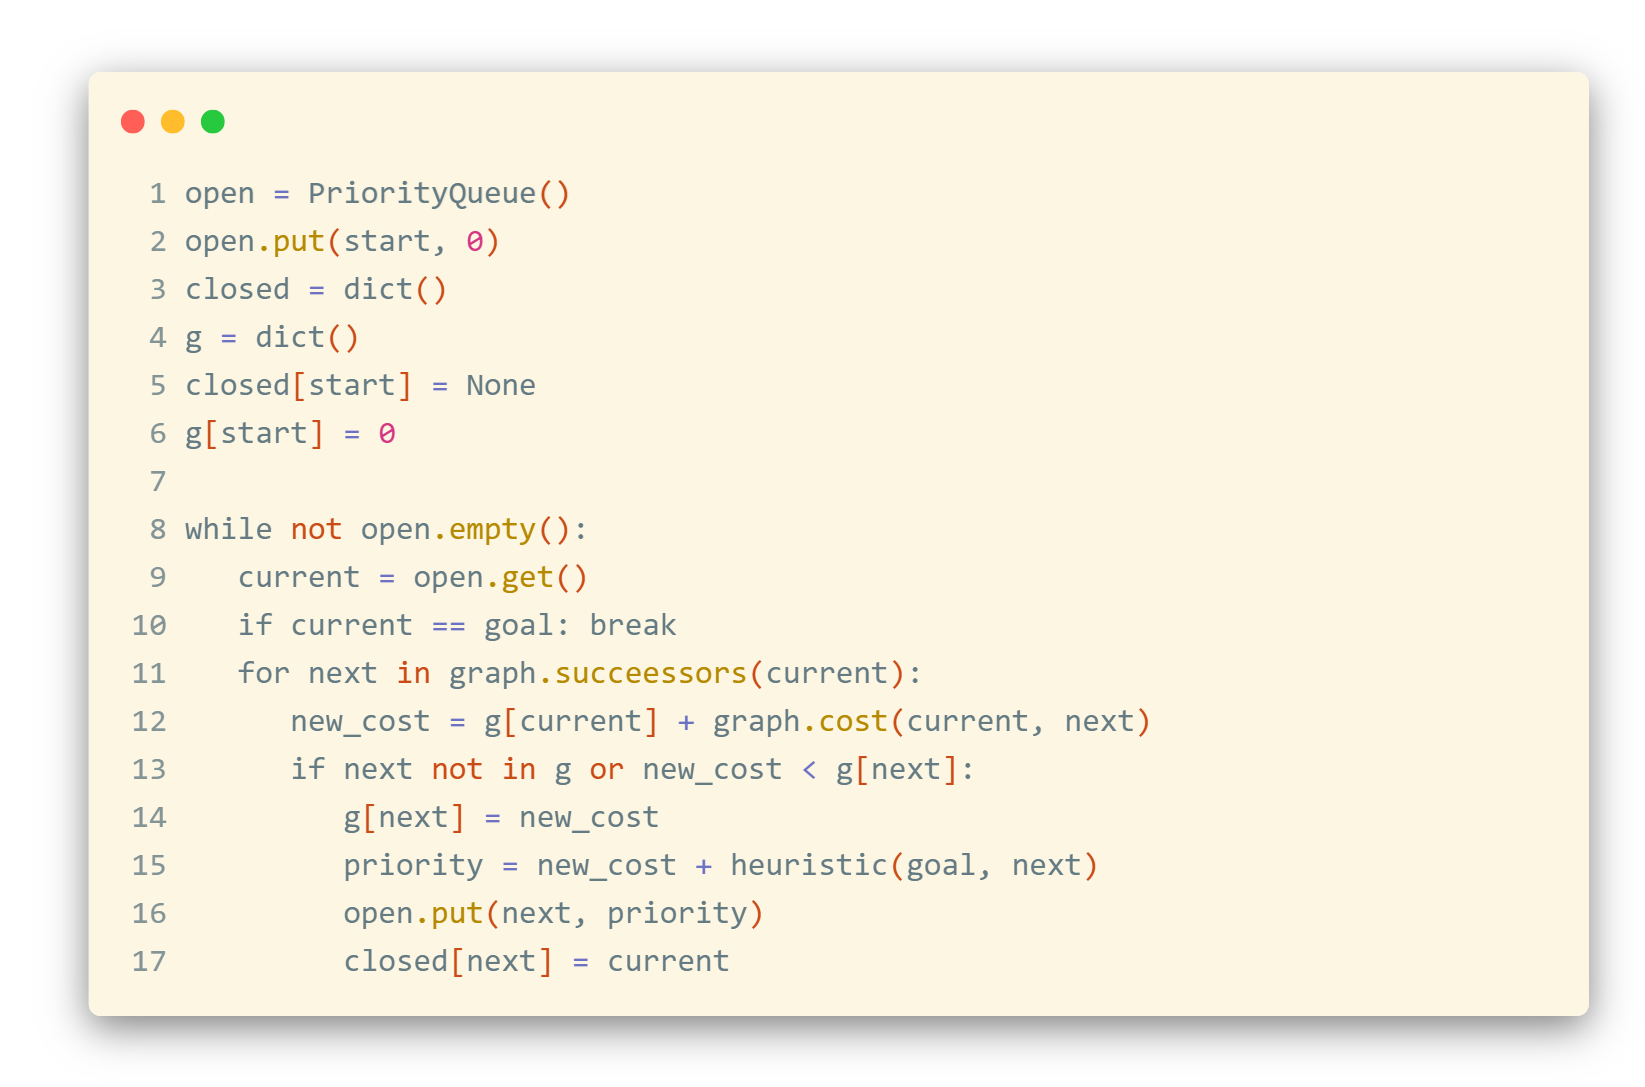 1 open = PriorityQueue()
2 open.put(start, 0)
3 closed = dict()
4 g = dict()
5 closed[start] = None
6 g[start] = 0
7
8 while not open.empty():
9    current = open.get()
10    if current == goal: break
11    for next in graph.succeessors(current):
12       new_cost = g[current] + graph.cost(current, next)
13       if next not in g or new_cost < g[next]:
14          g[next] = new_cost
15          priority = new_cost + heuristic(goal, next)
16          open.put(next, priority)
17          closed[next] = current